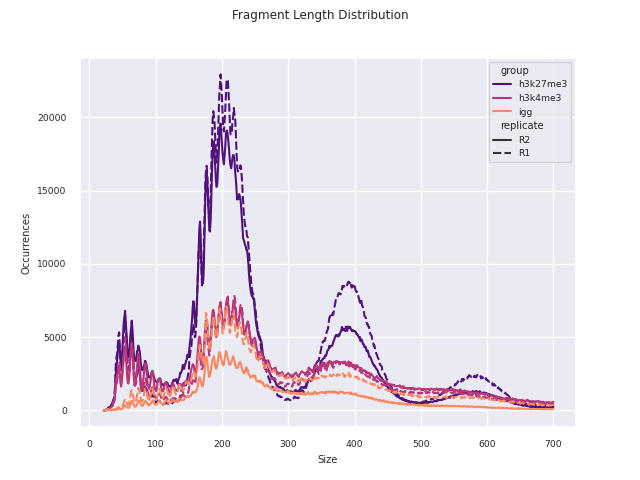 Fragment Length Distribution
group
h3k27me3
h3k4me3
igg
replicate
R2
R1
Occurrences
20000
15000
10000
5000
0
0 100 200 300 400 500 600 700
Size